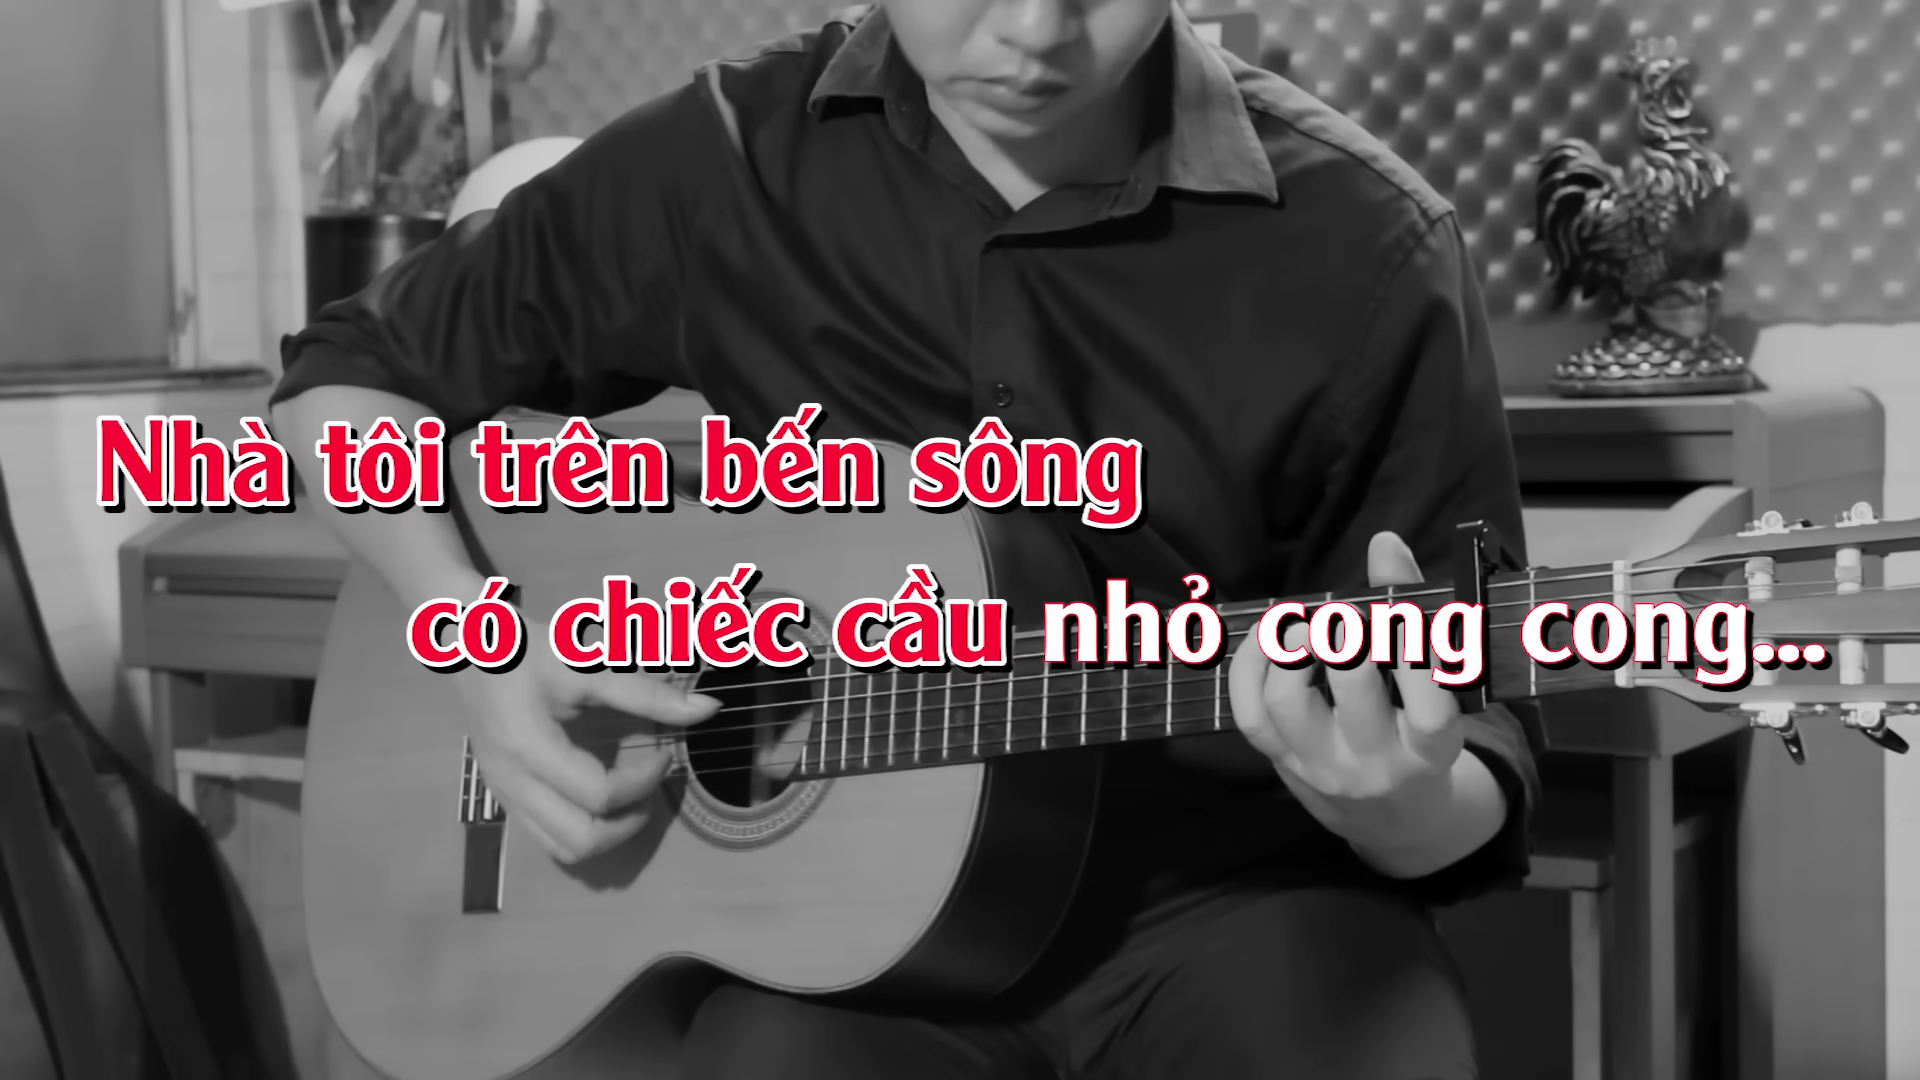 Nhà tôi trên bến sông
có chiếc cầu nhỏ cong cong...